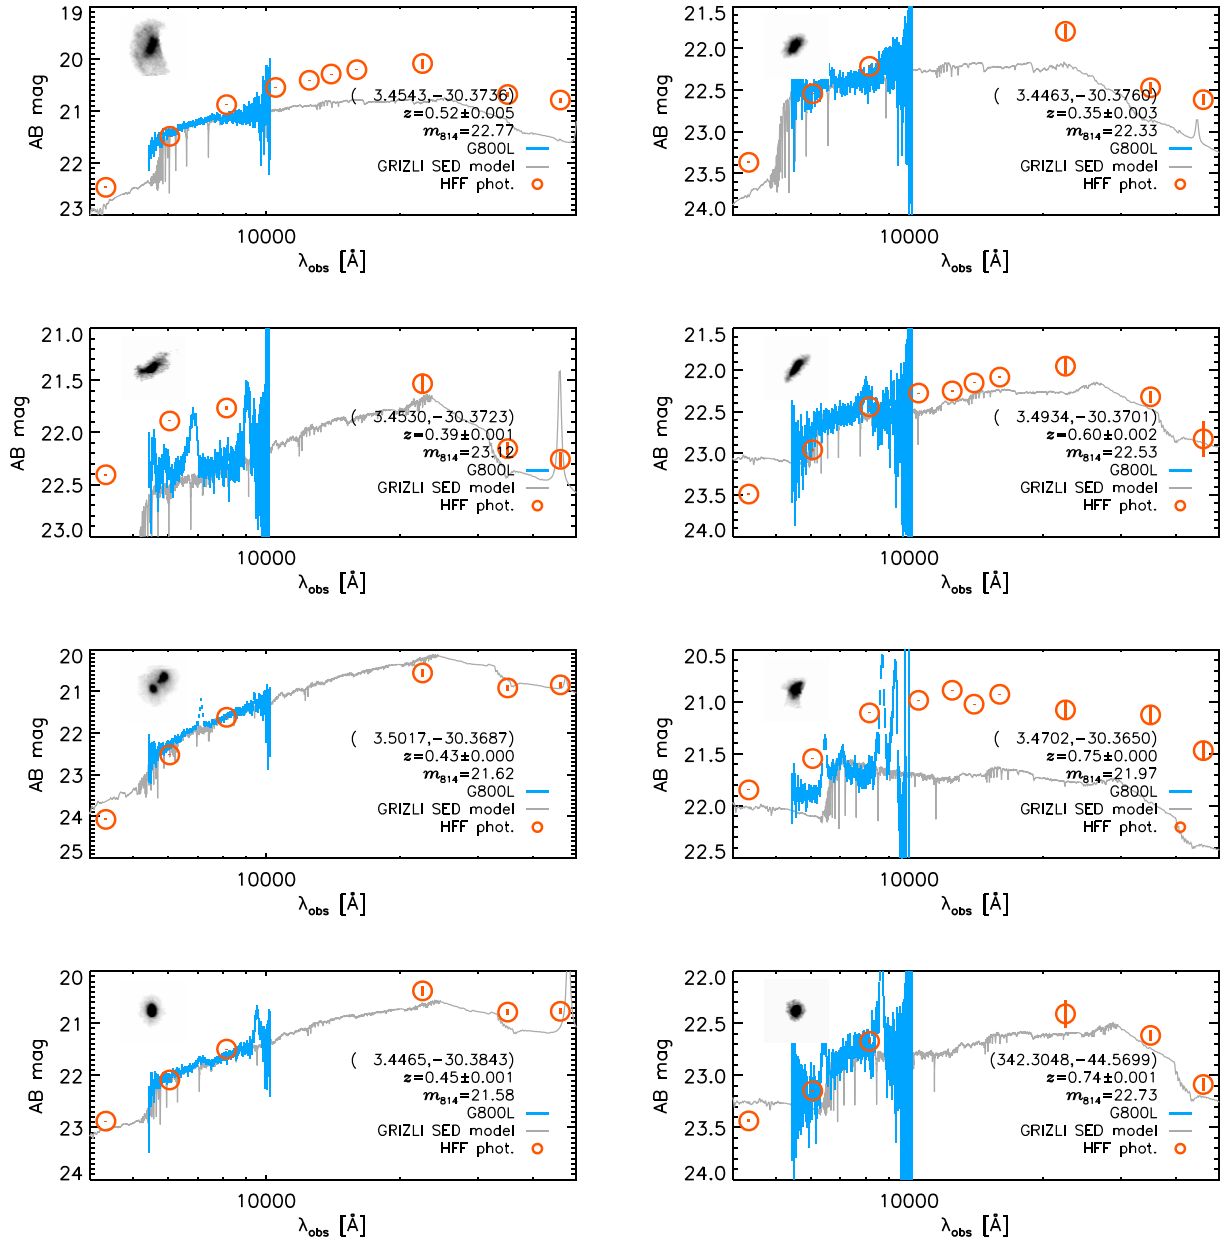 19
20
21
22
23
AB mag
( 3.4543,−30.3736)
z=0.52±0.005
m814=22.77
G800L
GRIZLI SED model
HFF phot.
10000
λobs [Å]
21.5
22.0
22.5
23.0
23.5
24.0
AB mag
( 3.4463,−30.3760)
z=0.35±0.003
m814=22.33
G800L
GRIZLI SED model
HFF phot.
10000
λobs [Å]
21.0
21.5
22.0
22.5
23.0
AB mag
( 3.4530,−30.3723)
z=0.39±0.001
m814=23.12
G800L
GRIZLI SED model
HFF phot.
10000
λobs [Å]
21.5
22.0
22.5
23.0
23.5
24.0
AB mag
( 3.4934,−30.3701)
z=0.60±0.002
m814=22.53
G800L
GRIZLI SED model
HFF phot.
10000
λobs [Å]
20
21
22
23
24
25
AB mag
( 3.5017,−30.3687)
z=0.43±0.000
m814=21.62
G800L
GRIZLI SED model
HFF phot.
10000
λobs [Å]
20.5
21.0
21.5
22.0
22.5
AB mag
( 3.4702,−30.3650)
z=0.75±0.000
m814=21.97
G800L
GRIZLI SED model
HFF phot.
10000
λobs [Å]
20
21
22
23
24
AB mag
( 3.4465,−30.3843)
z=0.45±0.001
m814=21.58
G800L
GRIZLI SED model
HFF phot.
10000
λobs [Å]
22.0
22.5
23.0
23.5
24.0
AB mag
(342.3048,−44.5699)
z=0.74±0.001
m814=22.73
G800L
GRIZLI SED model
HFF phot.
10000
λobs [Å]